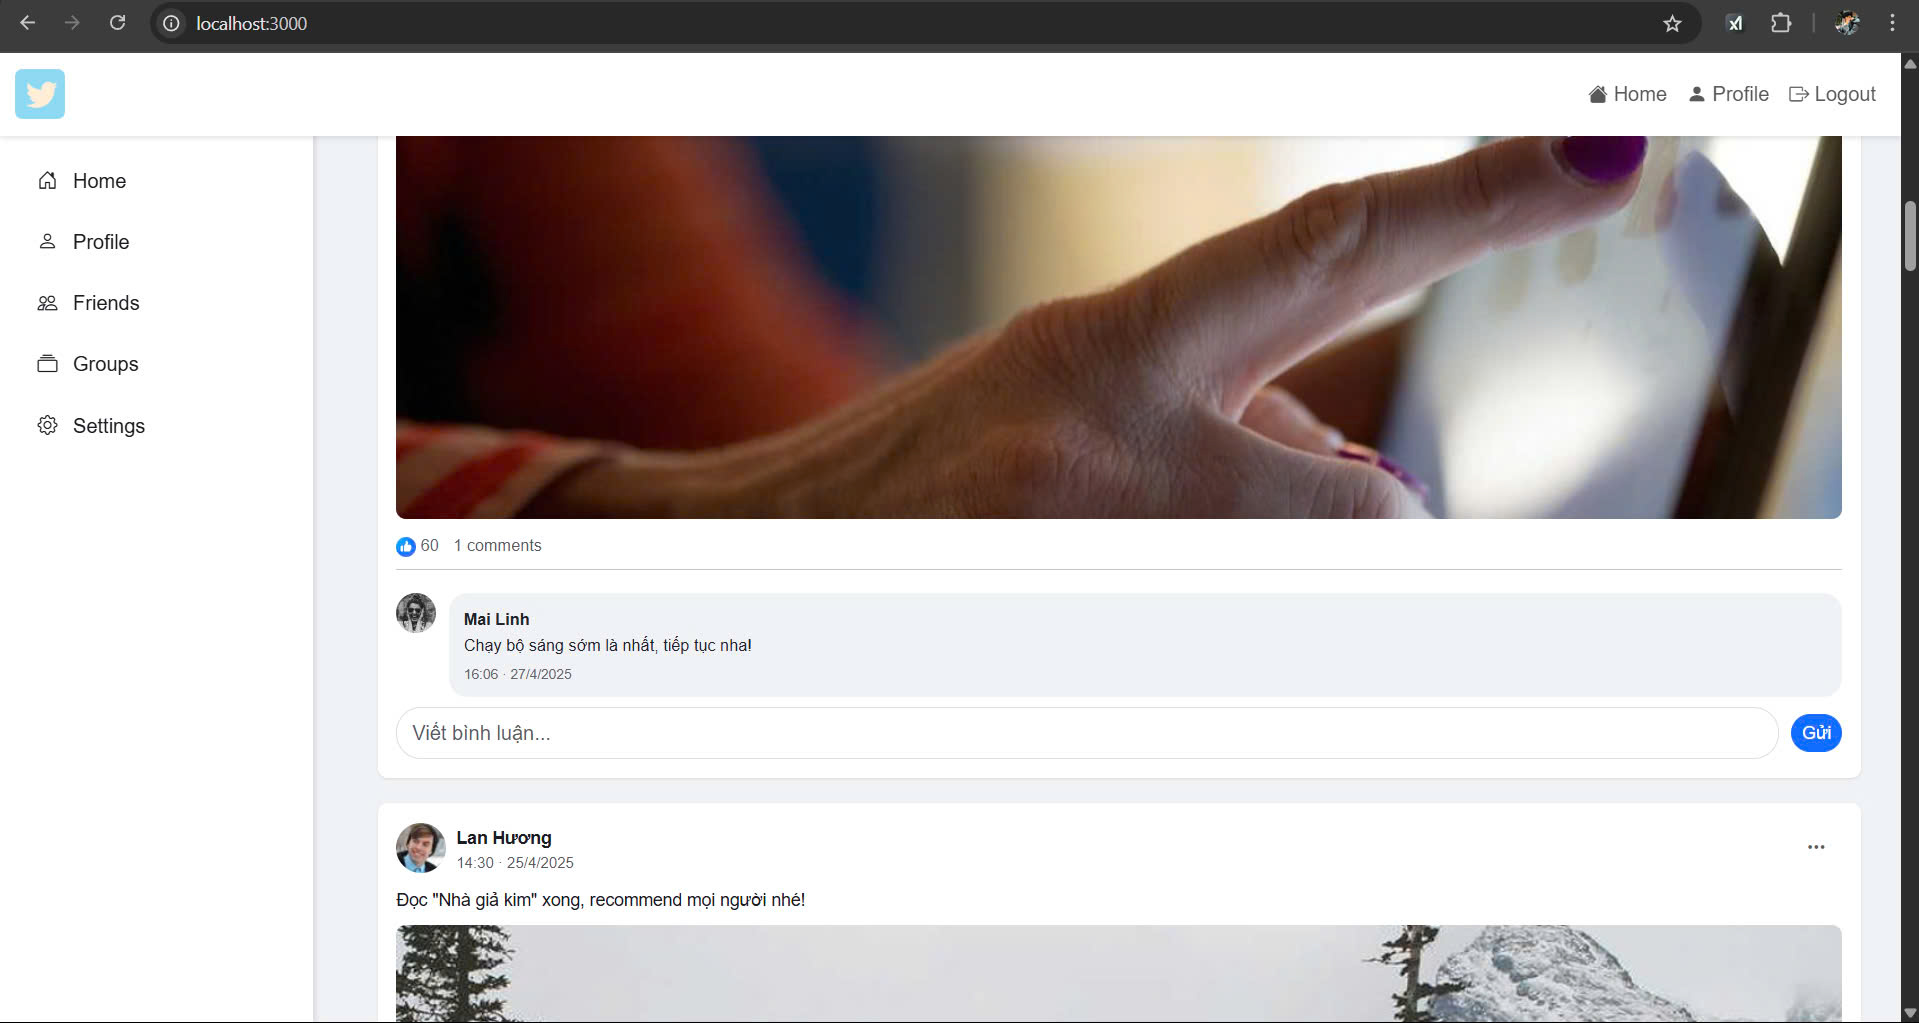 localhost:3000
Home
Profile
Logout
Home
Profile
Friends
Groups
Settings
60 1 comments
Mai Linh
Chạy bộ sáng sớm là nhất, tiếp tục nha!
16:06 · 27/4/2025
Viết bình luận...
Gửi
Lan Hương
14:30 · 25/4/2025
Đọc "Nhà giả kim" xong, recommend mọi người nhé!